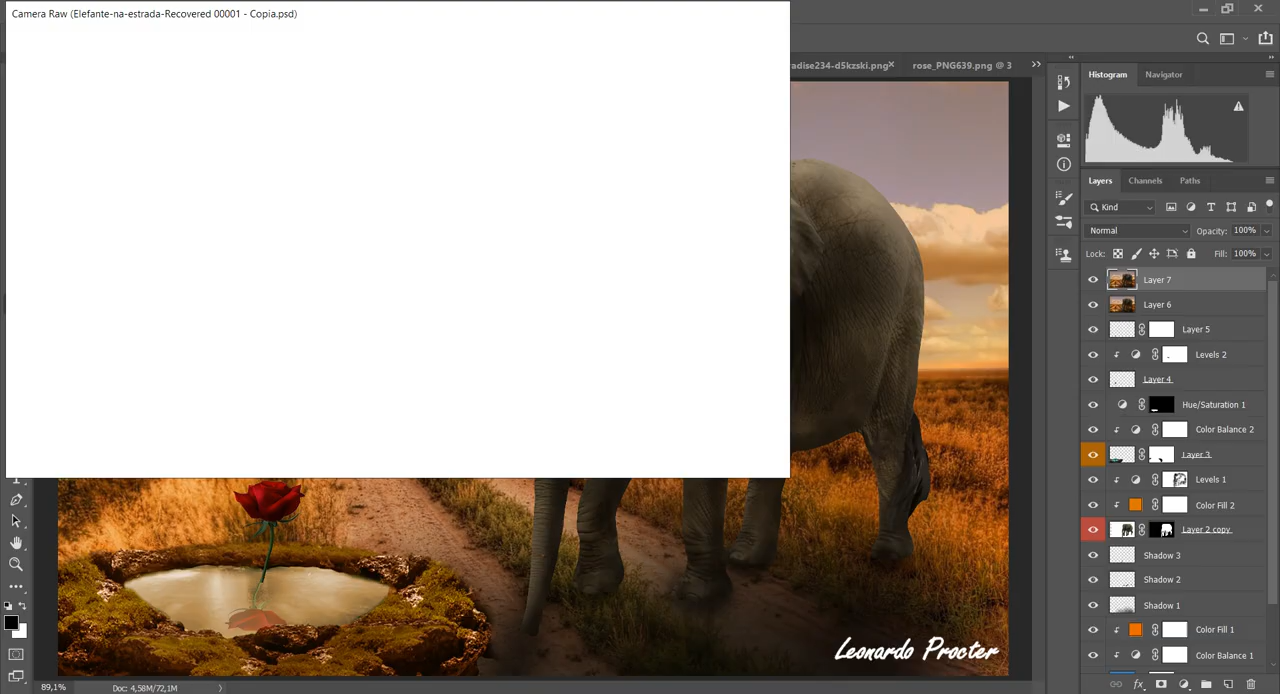 Camera Raw (Elefante-na-estrada-Recovered 00001 - Copia.psd)
adise234-d5kzski.png
rose_PNG639.png @ 3
Histogram
Navigator
Layers
Channels
Paths
Kind
Normal
Opacity: 100%
Lock:
Fill: 100%
Layer 7
Layer 6
Layer 5
Levels 2
Layer 4
Hue/Saturation 1
Color Balance 2
Layer 3
Levels 1
Color Fill 2
Layer 2 copy
Shadow 3
Shadow 2
Shadow 1
Color Fill 1
Color Balance 1
Leonardo Procter
89,1%
Doc: 4,58M/72,1M